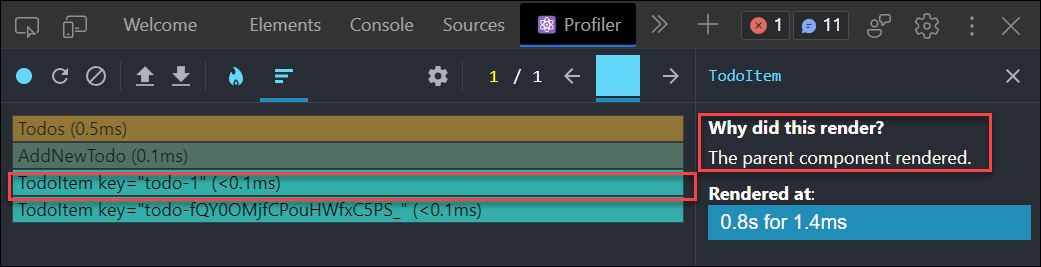 Welcome Elements Console Sources Profiler 1 11
1 / 1 TodoItem
Todos (0.5ms)
AddNewTodo (0.1ms)
TodoItem key="todo-1" (<0.1ms)
TodoItem key="todo-fQY0OMjfCPouHWfxC5PS_" (<0.1ms)
Why did this render?
The parent component rendered.
Rendered at:
0.8s for 1.4ms